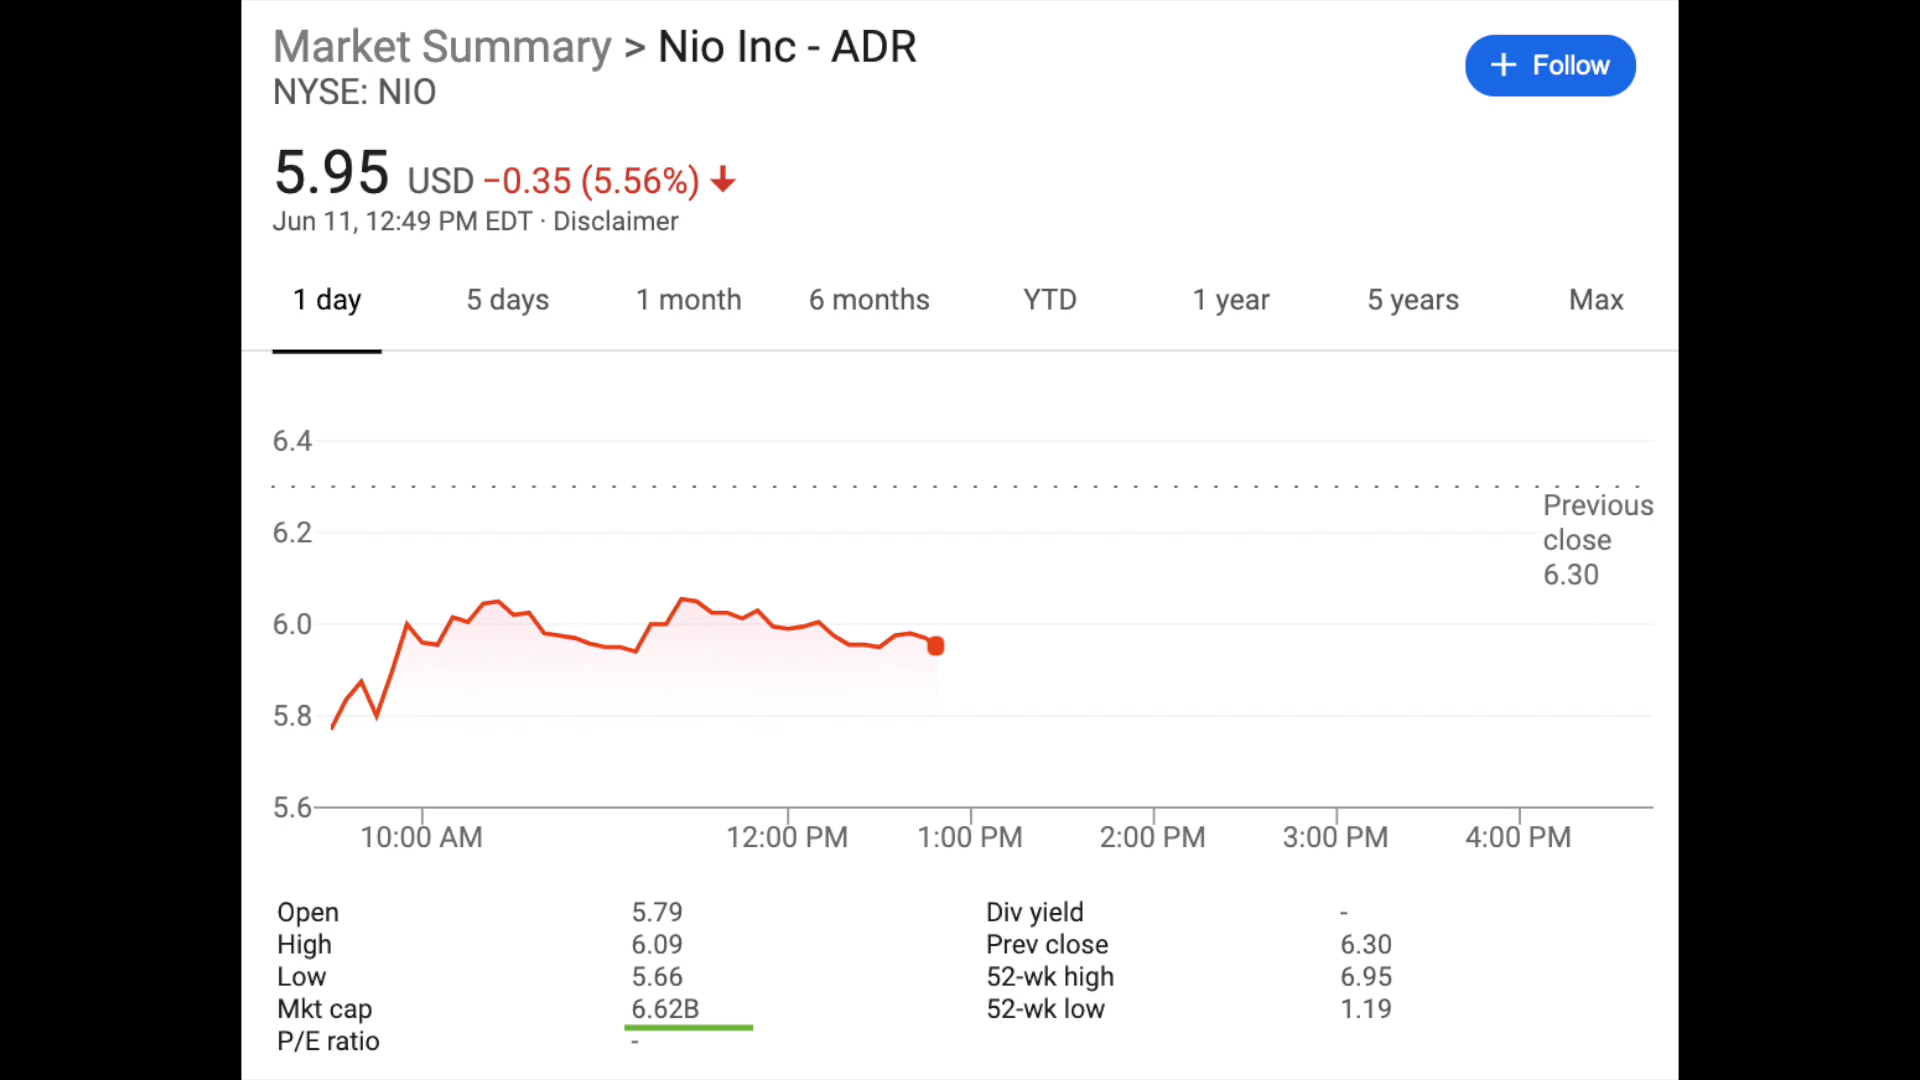 Market Summary > Nio Inc - ADR
NYSE: NIO
+ Follow
5.95 USD −0.35 (5.56%) ↓
Jun 11, 12:49 PM EDT · Disclaimer
1 day 5 days 1 month 6 months YTD 1 year 5 years Max
6.4
6.2
6.0
5.8
5.6
Previous
close
6.30
10:00 AM 12:00 PM 1:00 PM 2:00 PM 3:00 PM 4:00 PM
Open 5.79
High 6.09
Low 5.66
Mkt cap 6.62B
P/E ratio -
Div yield -
Prev close 6.30
52-wk high 6.95
52-wk low 1.19